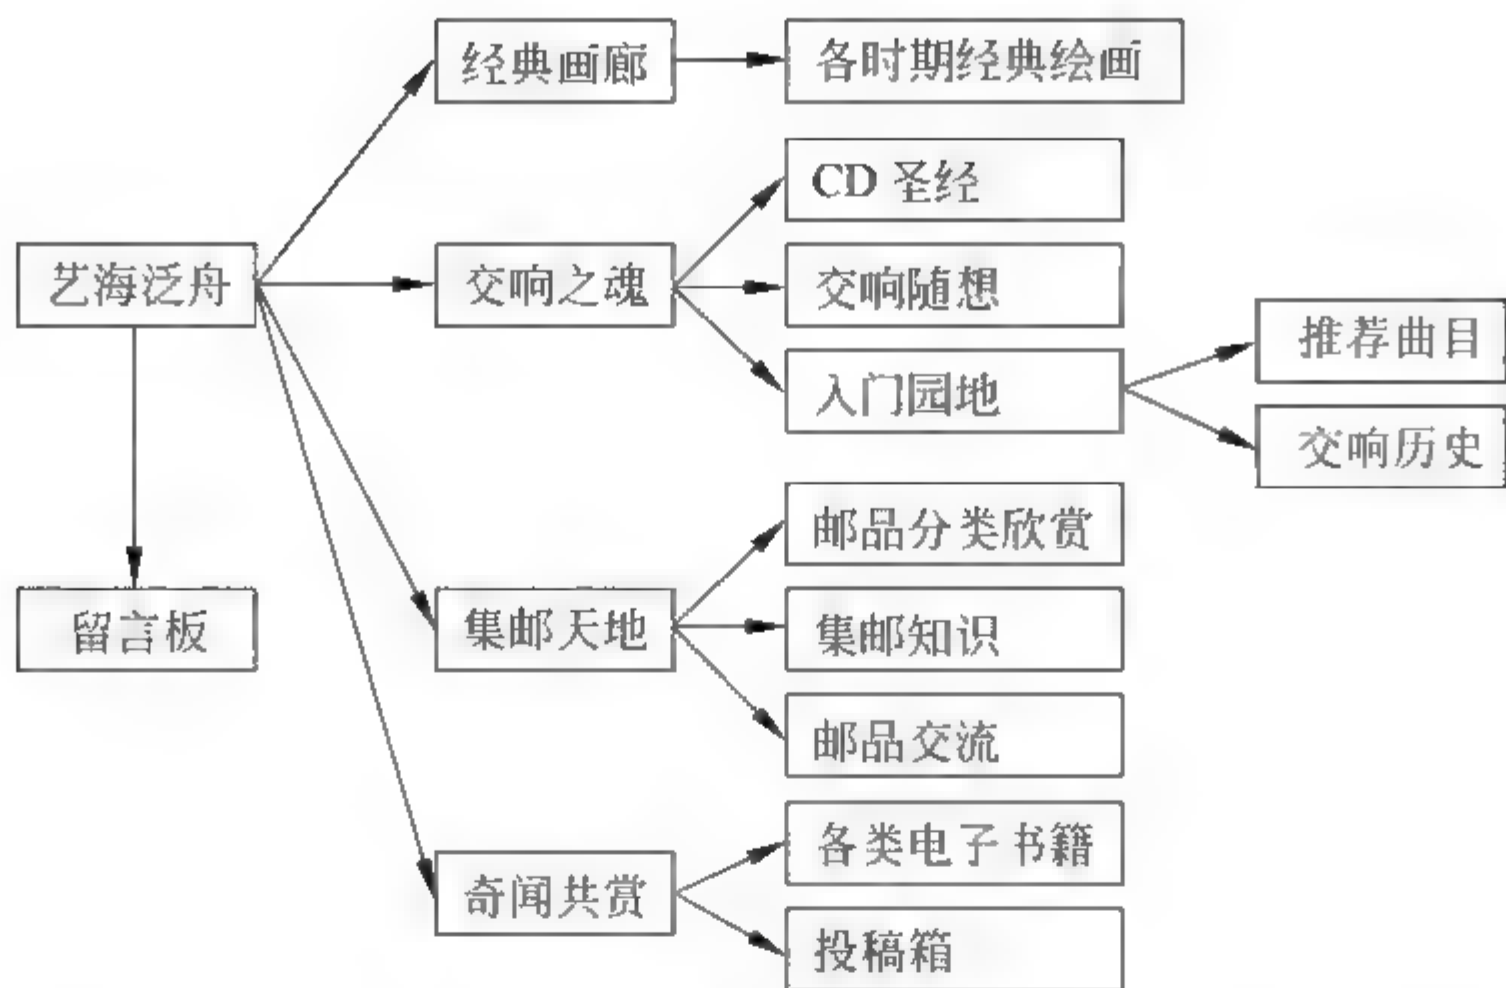 经典画廊
各时期经典绘画
CD 圣经
艺海泛舟
交响之魂
交响随想
推荐曲目
入门园地
交响历史
邮品分类欣赏
留言板
集邮天地
集邮知识
邮品交流
各类电子书籍
奇闻共赏
投稿箱